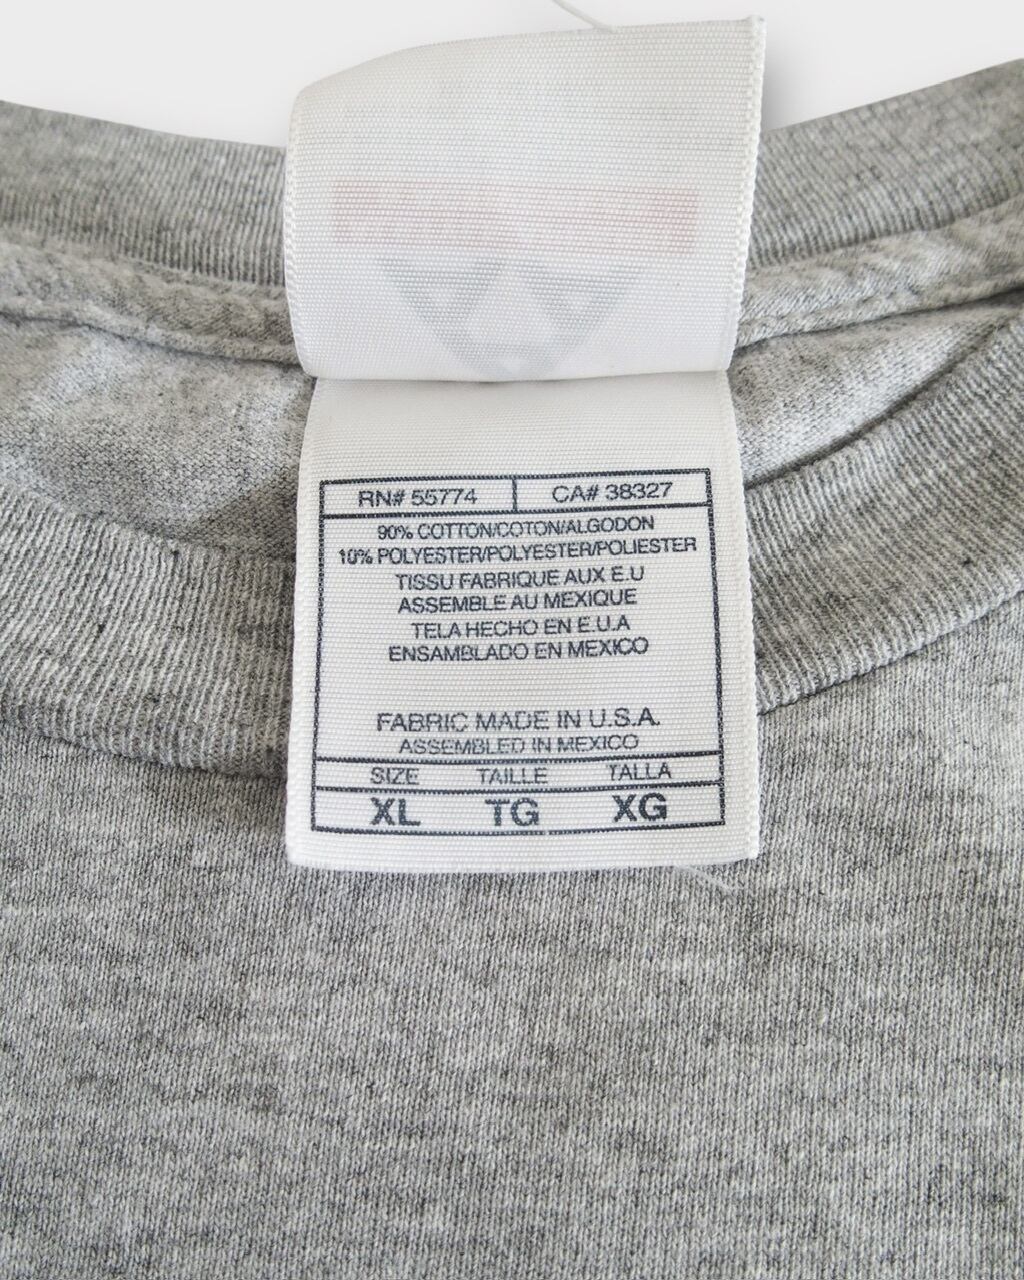 RN# 55774 CA# 38327
90% COTTON/COTON/ALGODON
10% POLYESTER/POLYESTER/POLIESTER
TISSU FABRIQUE AUX E.U
ASSEMBLE AU MEXIQUE
TELA HECHO EN E.U.A
ENSAMBLADO EN MEXICO
FABRIC MADE IN U.S.A.
ASSEMBLED IN MEXICO
SIZE TAILLE TALLA
XL TG XG